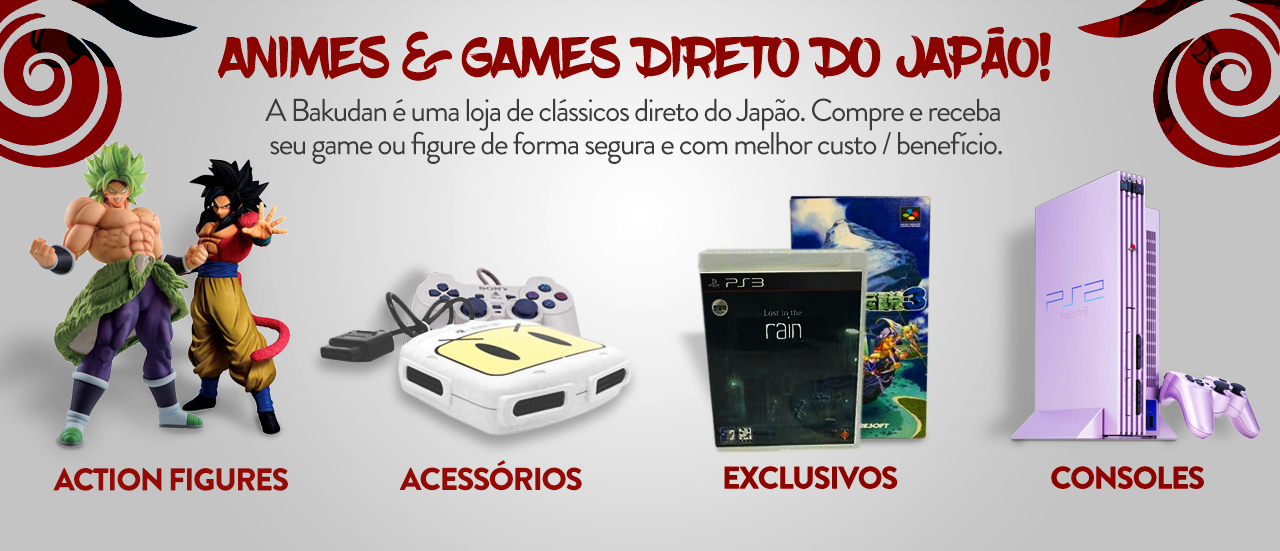 ANIMES & GAMES DIRETO DO JAPÃO!
A Bakudan é uma loja de clássicos direto do Japão. Compre e receba
seu game ou figure de forma segura e com melhor custo / benefício.
SONY
PS3
Lost in the
rain
3
PS2
PlayStation 2
ACTION FIGURES
ACESSÓRIOS
EXCLUSIVOS
CONSOLES